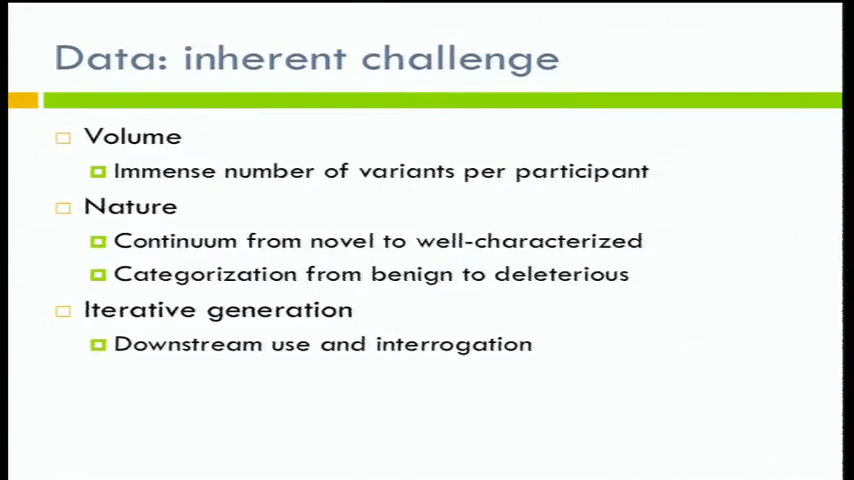 Data: inherent challenge
Volume
Immense number of variants per participant
Nature
Continuum from novel to well-characterized
Categorization from benign to deleterious
Iterative generation
Downstream use and interrogation